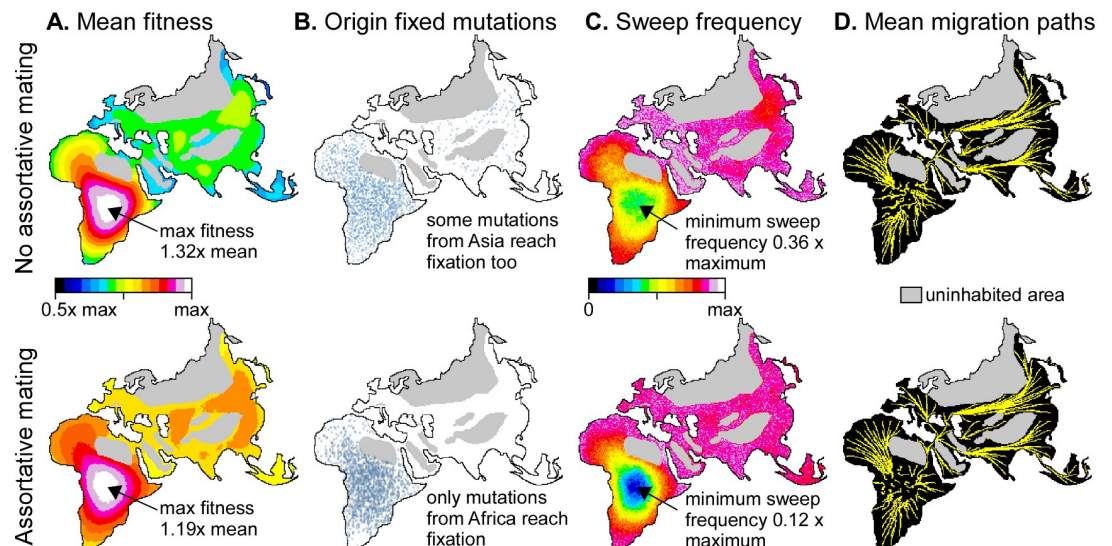 A. Mean fitness
B. Origin fixed mutations
C. Sweep frequency
D. Mean migration paths
No assortative mating
max fitness
1.32x mean
some mutations
from Asia reach
fixation too
minimum sweep
frequency 0.36 x
maximum
0.5x max
max
0
max
uninhabited area
Assortative mating
max fitness
1.19x mean
only mutations
from Africa reach
fixation
minimum sweep
frequency 0.12 x
maximum